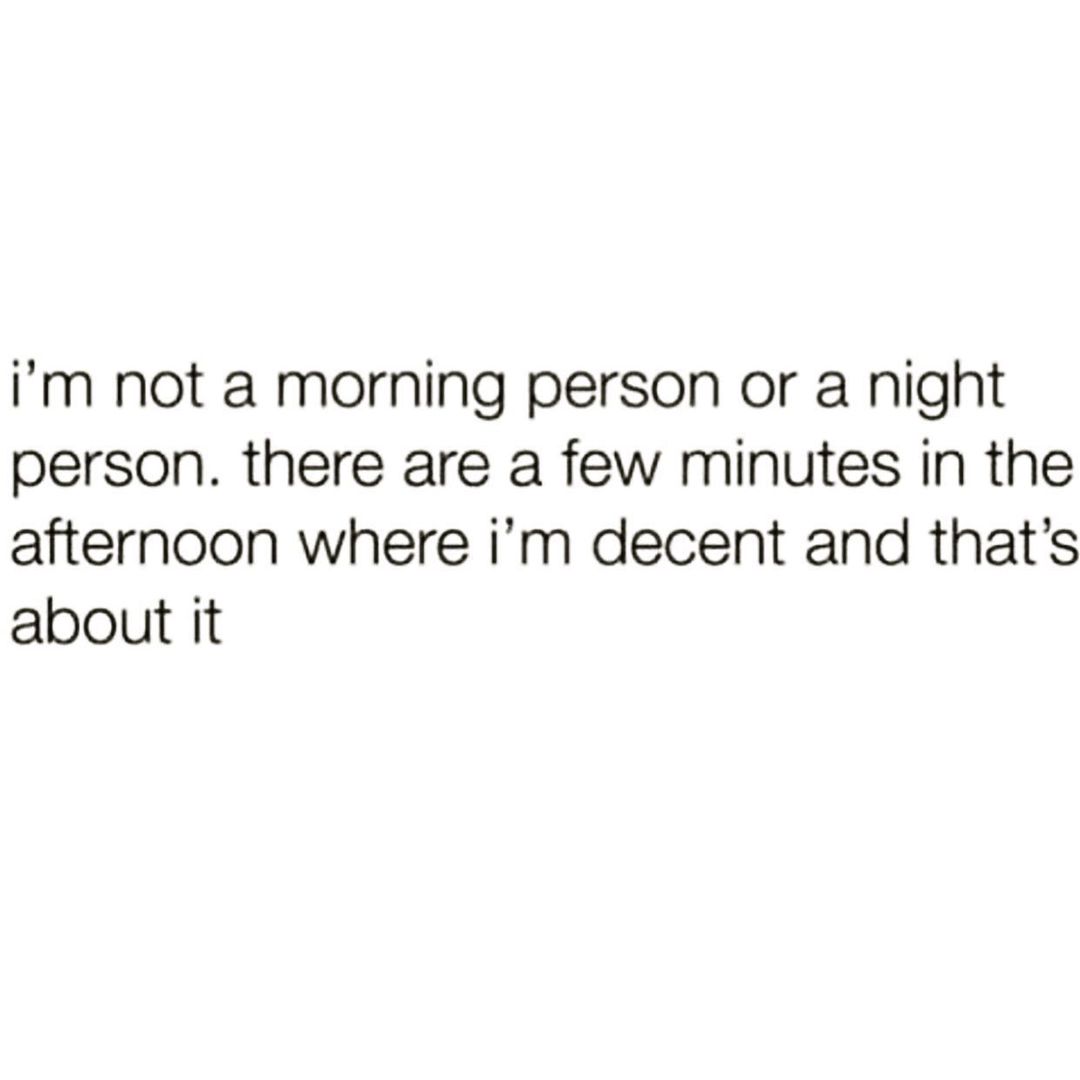 i’m not a morning person or a night
person. there are a few minutes in the
afternoon where i’m decent and that’s
about it